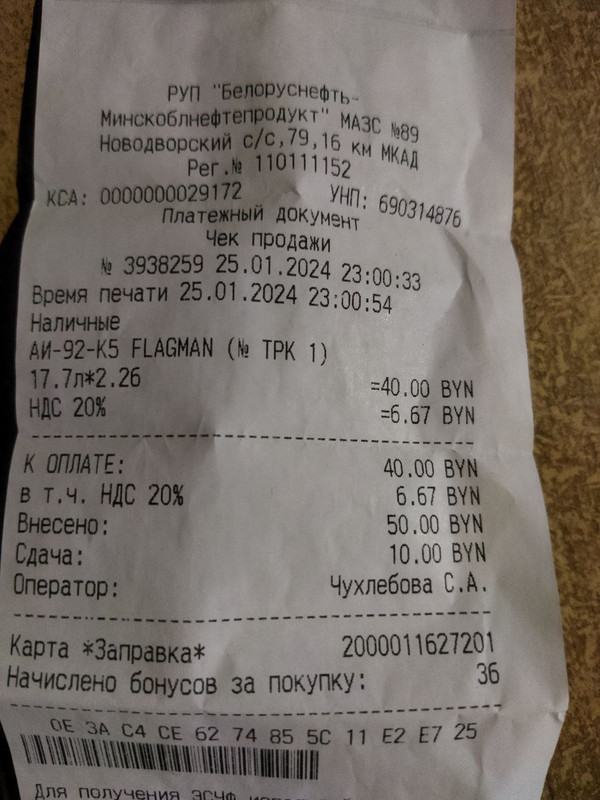 РУП "Белоруснефть-
Минскоблнефтепродукт" МАЗС №89
Новодворский с/с,79,16 км МКАД
Рег.№ 110111152
КСА: 0000000029172 УНП: 690314876
Платежный документ
Чек продажи
№ 3938259 25.01.2024 23:00:33
Время печати 25.01.2024 23:00:54
Наличные
АИ-92-К5 FLAGMAN (№ ТРК 1)
17.7л*2.26 =40.00 BYN
НДС 20% =6.67 BYN
К ОПЛАТЕ: 40.00 BYN
в т.ч. НДС 20% 6.67 BYN
Внесено: 50.00 BYN
Сдача: 10.00 BYN
Оператор: Чухлебова С.А.
Карта *Заправка* 2000011627201
Начислено бонусов за покупку: 36
0E 3A C4 CE 62 74 85 5C 11 E2 E7 25
Для получения ЭСЧФ